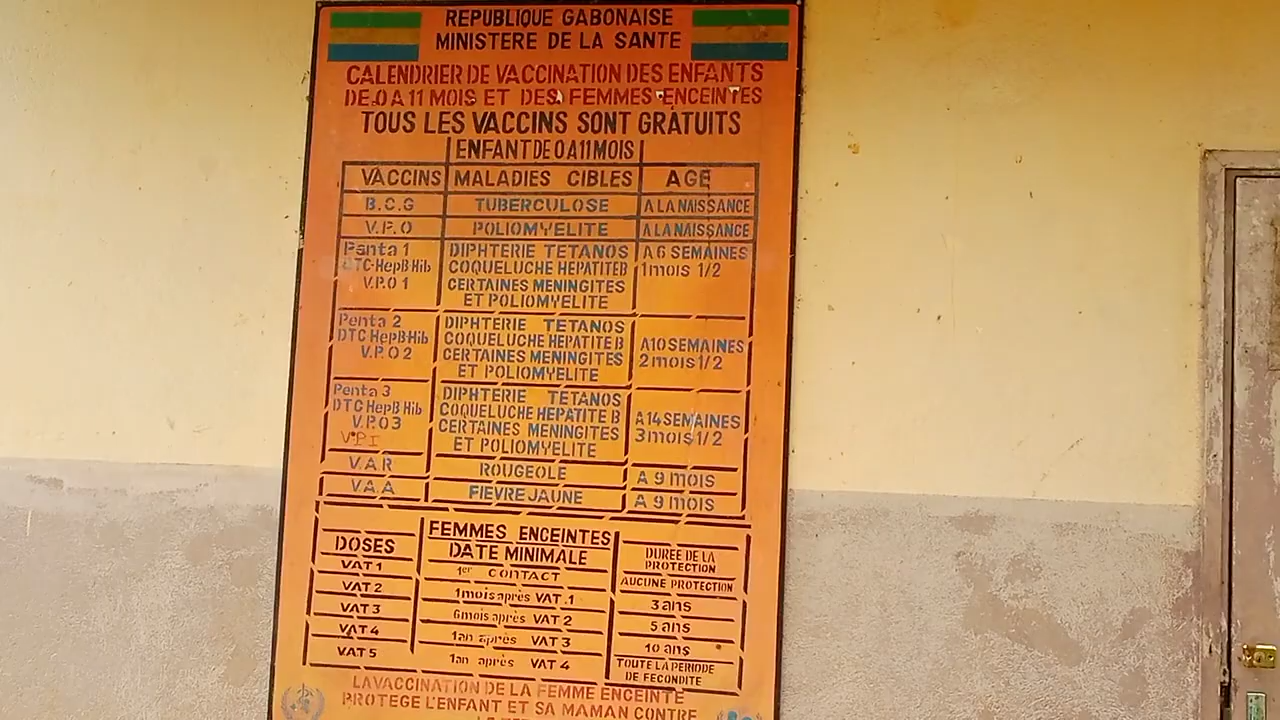 REPUBLIQUE GABONAISE
MINISTERE DE LA SANTE
CALENDRIER DE VACCINATION DES ENFANTS
DE 0 A 11 MOIS ET DES FEMMES ENCEINTES
TOUS LES VACCINS SONT GRATUITS
ENFANT DE 0 A 11 MOIS
VACCINS MALADIES CIBLES AGE
B.C.G TUBERCULOSE A LA NAISSANCE
V.P.O POLIOMYELITE A LA NAISSANCE
Penta 1 DIPHTERIE TETANOS A 6 SEMAINES
DTC-HepB-Hib COQUELUCHE HEPATITE B 1mois 1/2
V.P.O 1 CERTAINES MENINGITES
ET POLIOMYELITE
Penta 2 DIPHTERIE TETANOS
DTC HepB-Hib COQUELUCHE HEPATITE B A 10 SEMAINES
V.P.O 2 CERTAINES MENINGITES 2mois 1/2
ET POLIOMYELITE
Penta 3 DIPHTERIE TETANOS
DTC HepB-Hib COQUELUCHE HEPATITE B A 14 SEMAINES
V.P.O 3 CERTAINES MENINGITES 3mois 1/2
V.P.I ET POLIOMYELITE
V.A.R ROUGEOLE A 9 mois
V.A.A FIEVRE JAUNE A 9 mois
FEMMES ENCEINTES
DOSES DATE MINIMALE DUREE DE LA
PROTECTION
VAT 1 1er CONTACT AUCUNE PROTECTION
VAT 2 1mois après VAT.1 3 ans
VAT 3 6mois après VAT 2 5 ans
VAT 4 1an après VAT 3 10 ans
VAT 5 1an après VAT 4 TOUTE LA PERIODE
DE FECONDITE
LA VACCINATION DE LA FEMME ENCEINTE
PROTEGE L'ENFANT ET SA MAMAN CONTRE